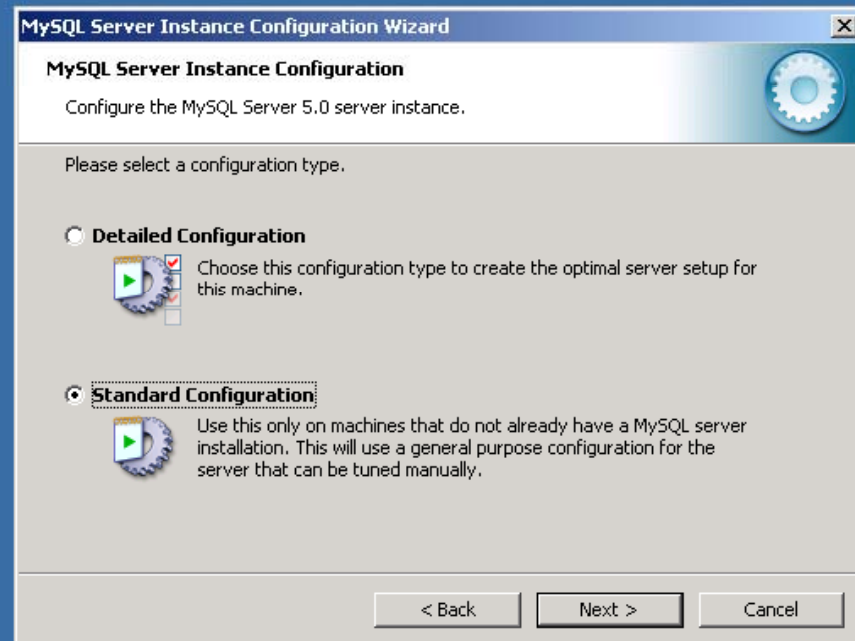 MySQL Server Instance Configuration Wizard
MySQL Server Instance Configuration
Configure the MySQL Server 5.0 server instance.
Please select a configuration type.
Detailed Configuration
Choose this configuration type to create the optimal server setup for
this machine.
Standard Configuration
Use this only on machines that do not already have a MySQL server
installation. This will use a general purpose configuration for the
server that can be tuned manually.
< Back Next > Cancel